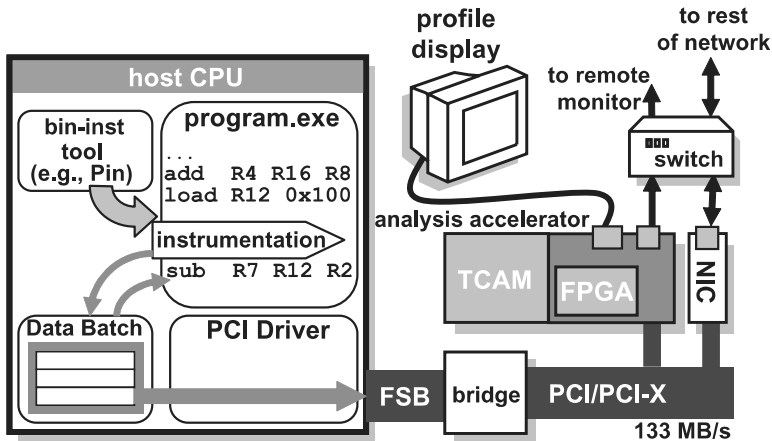 host CPU
bin-inst
tool
(e.g., Pin)
program.exe
...
add R4 R16 R8
load R12 0x100
instrumentation
sub R7 R12 R2
Data Batch
PCI Driver
profile
display
to remote
monitor
to rest
of network
switch
analysis accelerator
TCAM
FPGA
NIC
FSB
bridge
PCI/PCI-X
133 MB/s